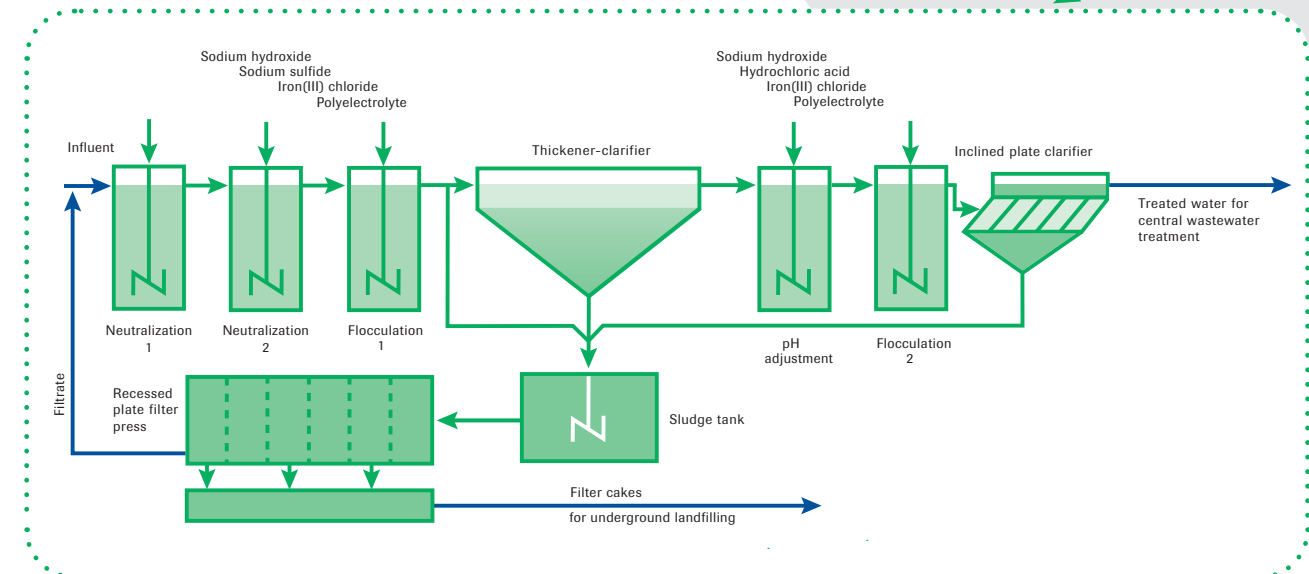 Sodium hydroxide
Sodium sulfide
Iron(III) chloride
Polyelectrolyte
Sodium hydroxide
Hydrochloric acid
Iron(III) chloride
Polyelectrolyte
Influent
Thickener-clarifier
Inclined plate clarifier
Treated water for
central wastewater
treatment
Neutralization
1
Neutralization
2
Flocculation
1
pH
adjustment
Flocculation
2
Filtrate
Recessed
plate filter
press
Sludge tank
Filter cakes
for underground landfilling